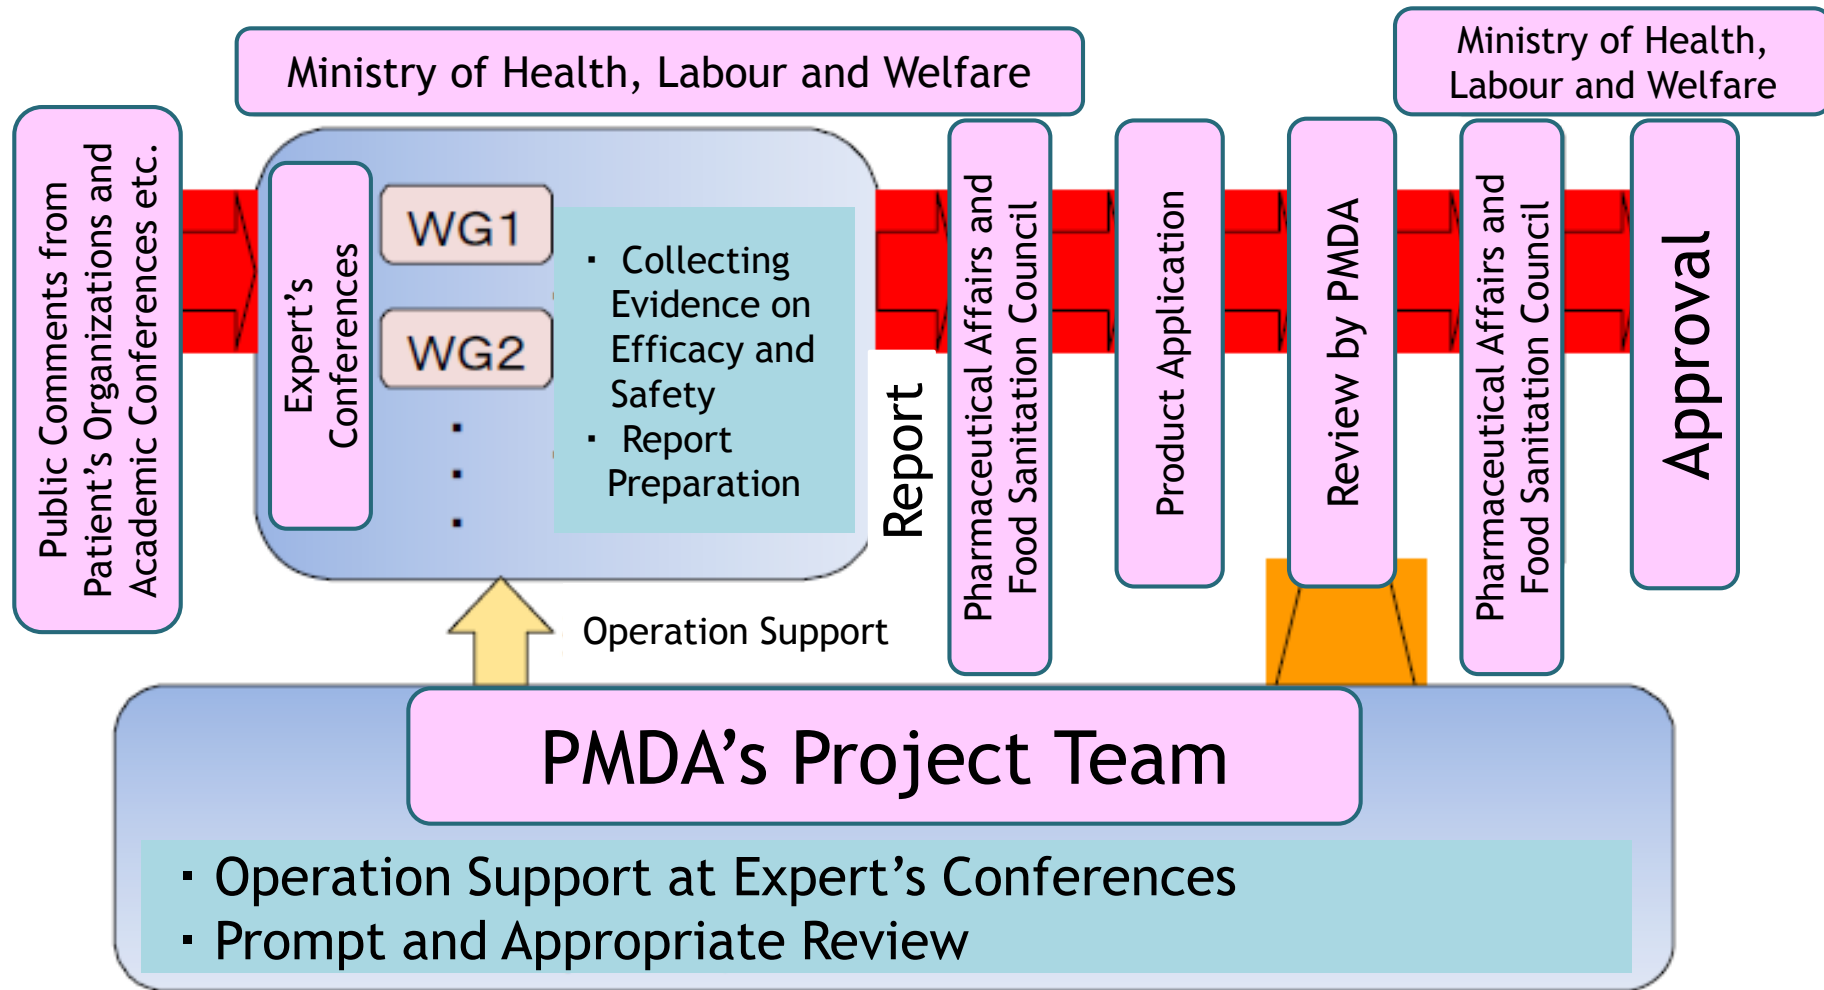 Ministry of Health, Labour and Welfare
Ministry of Health,
Labour and Welfare
Public Comments from
Patient’s Organizations and
Academic Conferences etc.
Expert’s
Conferences
WG1
WG2
・
・
・
・ Collecting
Evidence on
Efficacy and
Safety
・ Report
Preparation
Report
Pharmaceutical Affairs and
Food Sanitation Council
Product Application
Review by PMDA
Pharmaceutical Affairs and
Food Sanitation Council
Approval
Operation Support
PMDA’s Project Team
・Operation Support at Expert’s Conferences
・Prompt and Appropriate Review